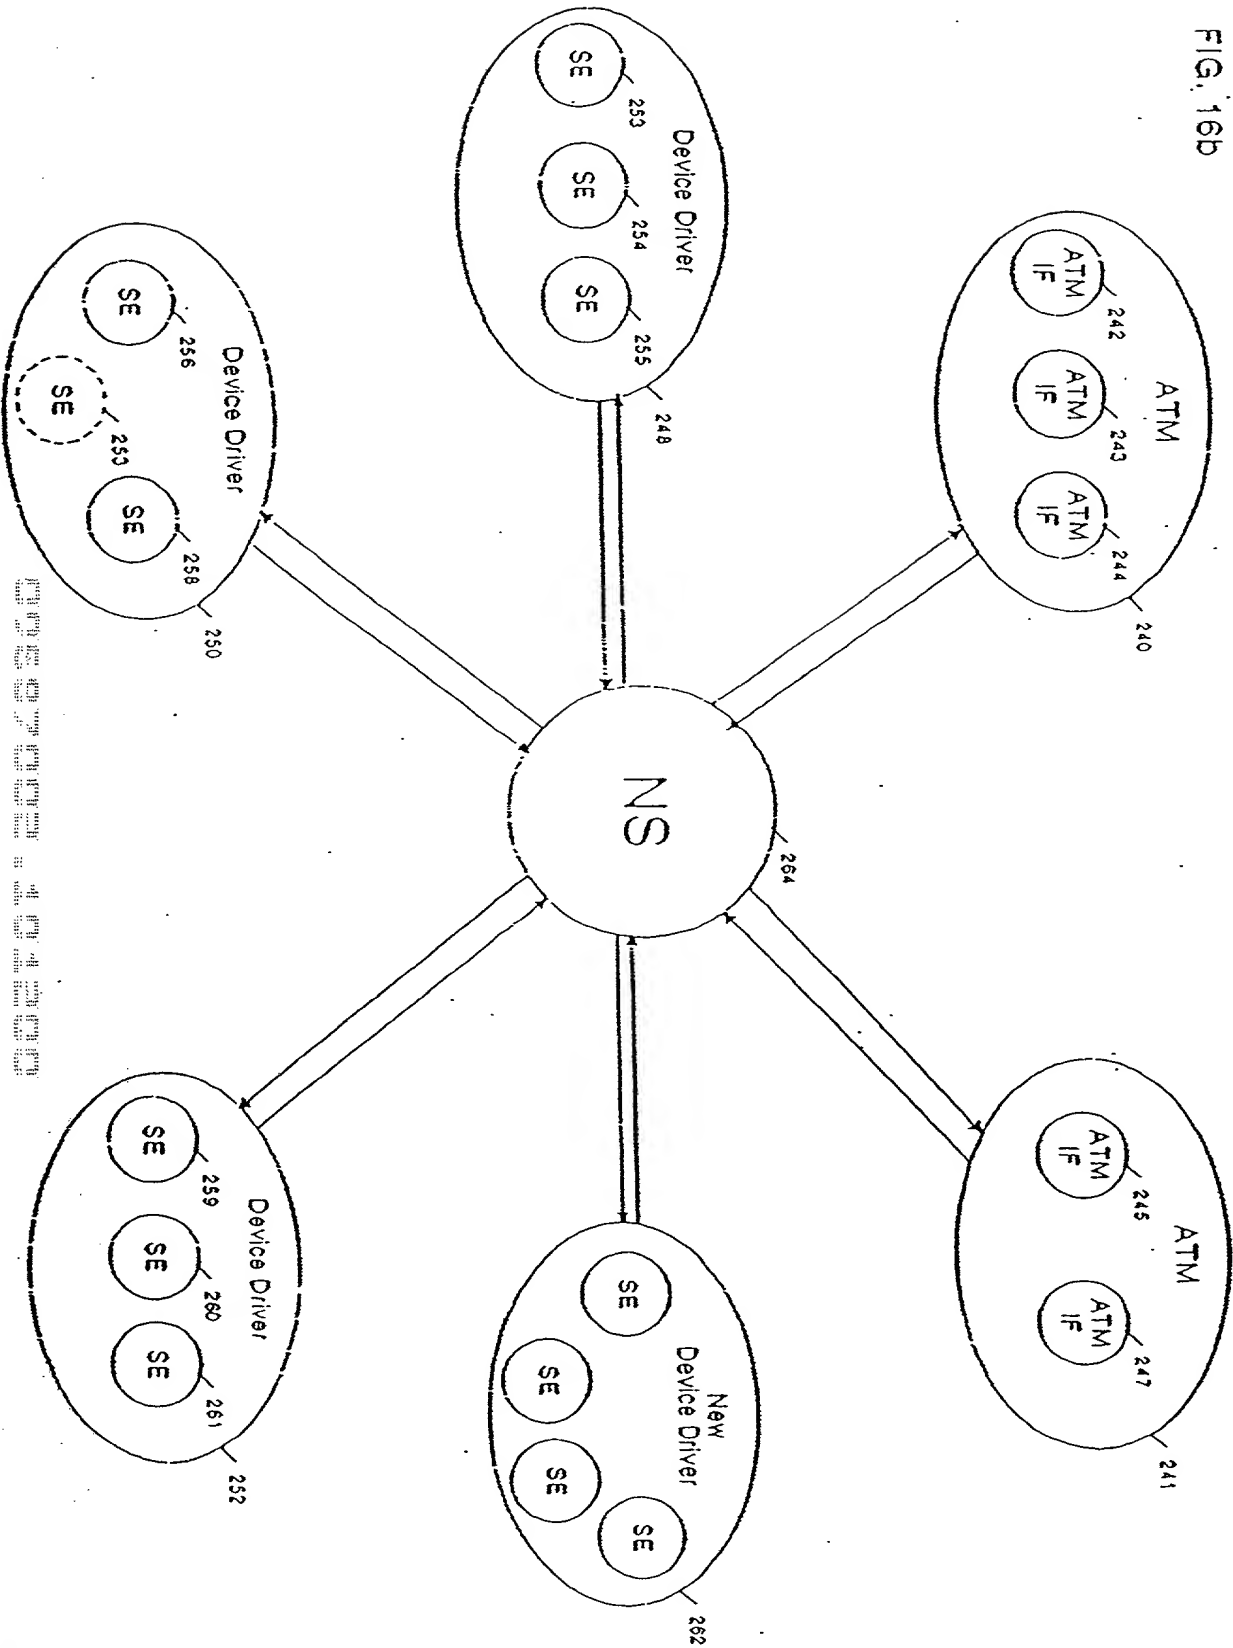 FIG. 16b
ATM
ATM
IF
242
ATM
IF
243
ATM
IF
244
240
ATM
ATM
IF
245
ATM
IF
247
241
Device Driver
SE
253
SE
254
SE
255
248
NS
264
New
Device Driver
SE
SE
SE
SE
262
Device Driver
SE
256
SE
253
SE
258
250
Device Driver
SE
259
SE
260
SE
261
252